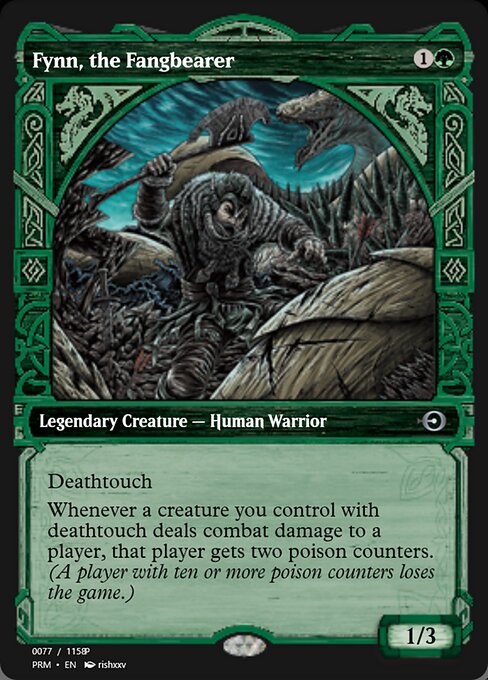 Fynn, the Fangbearer 1
Legendary Creature — Human Warrior
Deathtouch
Whenever a creature you control with
deathtouch deals combat damage to a
player, that player gets two poison counters.
(A player with ten or more poison counters loses
the game.)
1/3
0077 / 1158P
PRM • EN rishxxv